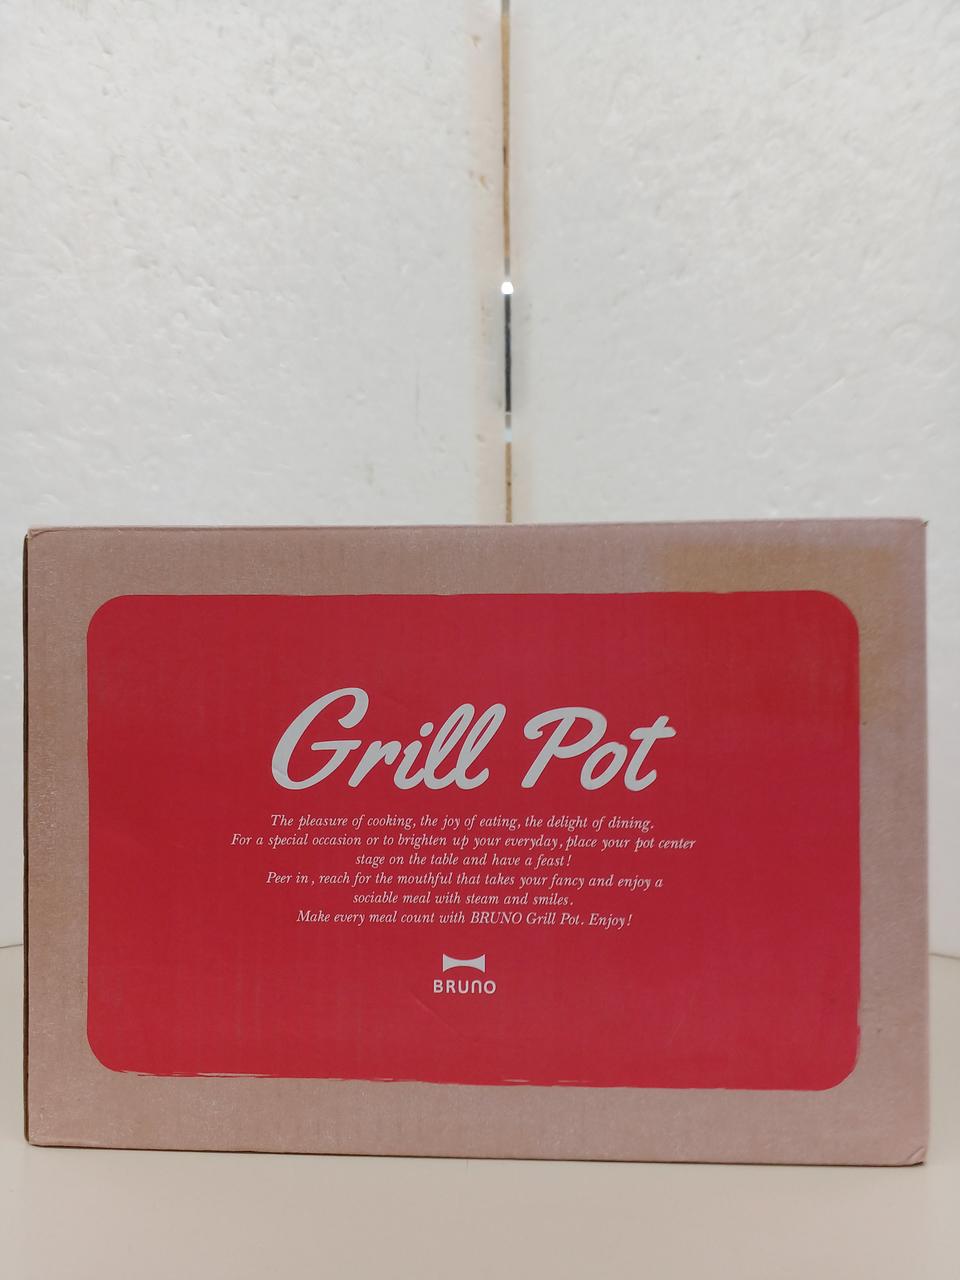 Grill Pot
The pleasure of cooking, the joy of eating, the delight of dining.
For a special occasion or to brighten up your everyday, place your pot center
stage on the table and have a feast!
Peer in, reach for the mouthful that takes your fancy and enjoy a
sociable meal with steam and smiles.
Make every meal count with BRUNO Grill Pot. Enjoy!
BRUNO